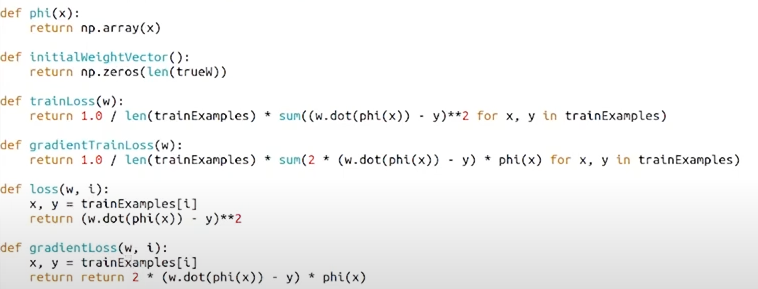 def phi(x):
    return np.array(x)
def initialWeightVector():
    return np.zeros(len(trueW))
def trainLoss(w):
    return 1.0 / len(trainExamples) * sum((w.dot(phi(x)) - y)**2 for x, y in trainExamples)
def gradientTrainLoss(w):
    return 1.0 / len(trainExamples) * sum(2 * (w.dot(phi(x)) - y) * phi(x) for x, y in trainExamples)
def loss(w, i):
    x, y = trainExamples[i]
    return (w.dot(phi(x)) - y)**2
def gradientLoss(w, i):
    x, y = trainExamples[i]
    return return 2 * (w.dot(phi(x)) - y) * phi(x)